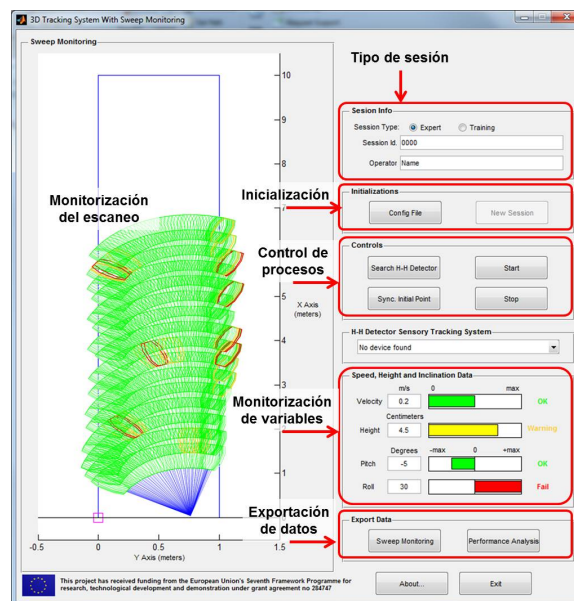 3D Tracking System With Sweep Monitoring
Sweep Monitoring
Tipo de sesión
Session Info
Session Type:
Expert
Training
Session Id.
0000
Operator
Name
Monitorización
del escaneo
Inicialización
Initializations
Config File
New Session
Control de
procesos
Controls
Search H-H Detector
Start
Sync. Initial Point
Stop
H-H Detector Sensory Tracking System
No device found
Monitorización
de variables
Speed, Height and Inclination Data
m/s
0
max
Velocity
0.2
OK
Centimeters
Height
4.5
Warning
Degrees
-max
0
+max
Pitch
-5
OK
Roll
30
Fail
Exportación
de datos
Export Data
Sweep Monitoring
Performance Analysis
10
9
8
7
6
5
X Axis
(meters)
4
3
2
1
-0.5
0
0.5
1
1.5
Y Axis (meters)
This project has received funding from the European Union's Seventh Framework Programme for
research, technological development and demonstration under grant agreement no 284747
About...
Exit